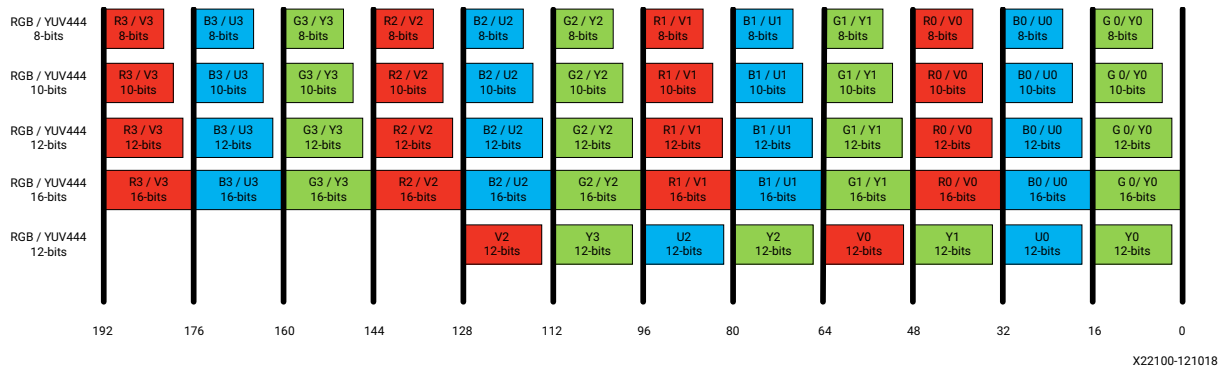 RGB / YUV444
8-bits
R3 / V3
8-bits
B3 / U3
8-bits
G3 / Y3
8-bits
R2 / V2
8-bits
B2 / U2
8-bits
G2 / Y2
8-bits
R1 / V1
8-bits
B1 / U1
8-bits
G1 / Y1
8-bits
R0 / V0
8-bits
B0 / U0
8-bits
G 0/ Y0
8-bits
RGB / YUV444
10-bits
R3 / V3
10-bits
B3 / U3
10-bits
G3 / Y3
10-bits
R2 / V2
10-bits
B2 / U2
10-bits
G2 / Y2
10-bits
R1 / V1
10-bits
B1 / U1
10-bits
G1 / Y1
10-bits
R0 / V0
10-bits
B0 / U0
10-bits
G 0/ Y0
10-bits
RGB / YUV444
12-bits
R3 / V3
12-bits
B3 / U3
12-bits
G3 / Y3
12-bits
R2 / V2
12-bits
B2 / U2
12-bits
G2 / Y2
12-bits
R1 / V1
12-bits
B1 / U1
12-bits
G1 / Y1
12-bits
R0 / V0
12-bits
B0 / U0
12-bits
G 0/ Y0
12-bits
RGB / YUV444
16-bits
R3 / V3
16-bits
B3 / U3
16-bits
G3 / Y3
16-bits
R2 / V2
16-bits
B2 / U2
16-bits
G2 / Y2
16-bits
R1 / V1
16-bits
B1 / U1
16-bits
G1 / Y1
16-bits
R0 / V0
16-bits
B0 / U0
16-bits
G 0/ Y0
16-bits
RGB / YUV444
12-bits
V2
12-bits
Y3
12-bits
U2
12-bits
Y2
12-bits
V0
12-bits
Y1
12-bits
U0
12-bits
Y0
12-bits
192 176 160 144 128 112 96 80 64 48 32 16 0
X22100-121018